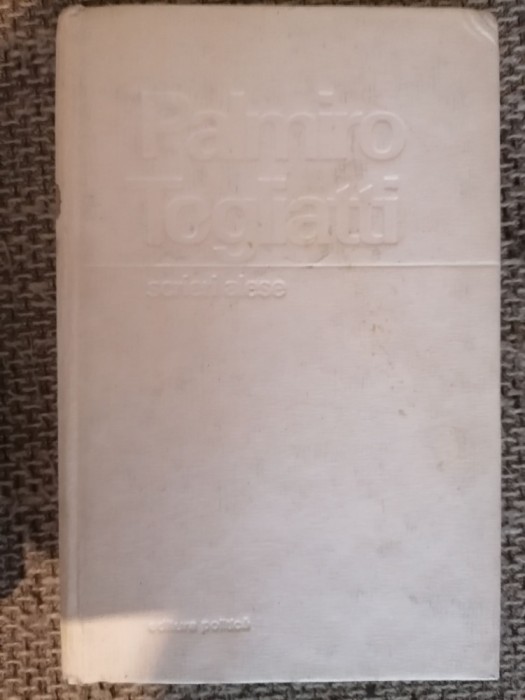 Palmiro
Togliatti
scrieri alese
editura politică